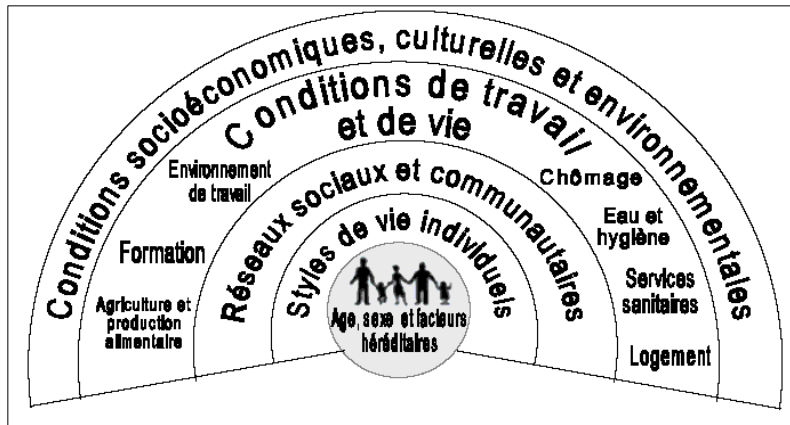 Conditions socioéconomiques, culturelles et environnementales
Conditions de travail
et de vie
Environnement
de travail
Formation
Agriculture et
production
alimentaire
Chômage
Eau et
hygiène
Services
sanitaires
Logement
Réseaux sociaux et communautaires
Styles de vie individuels
Age, sexe et facteurs
héréditaires